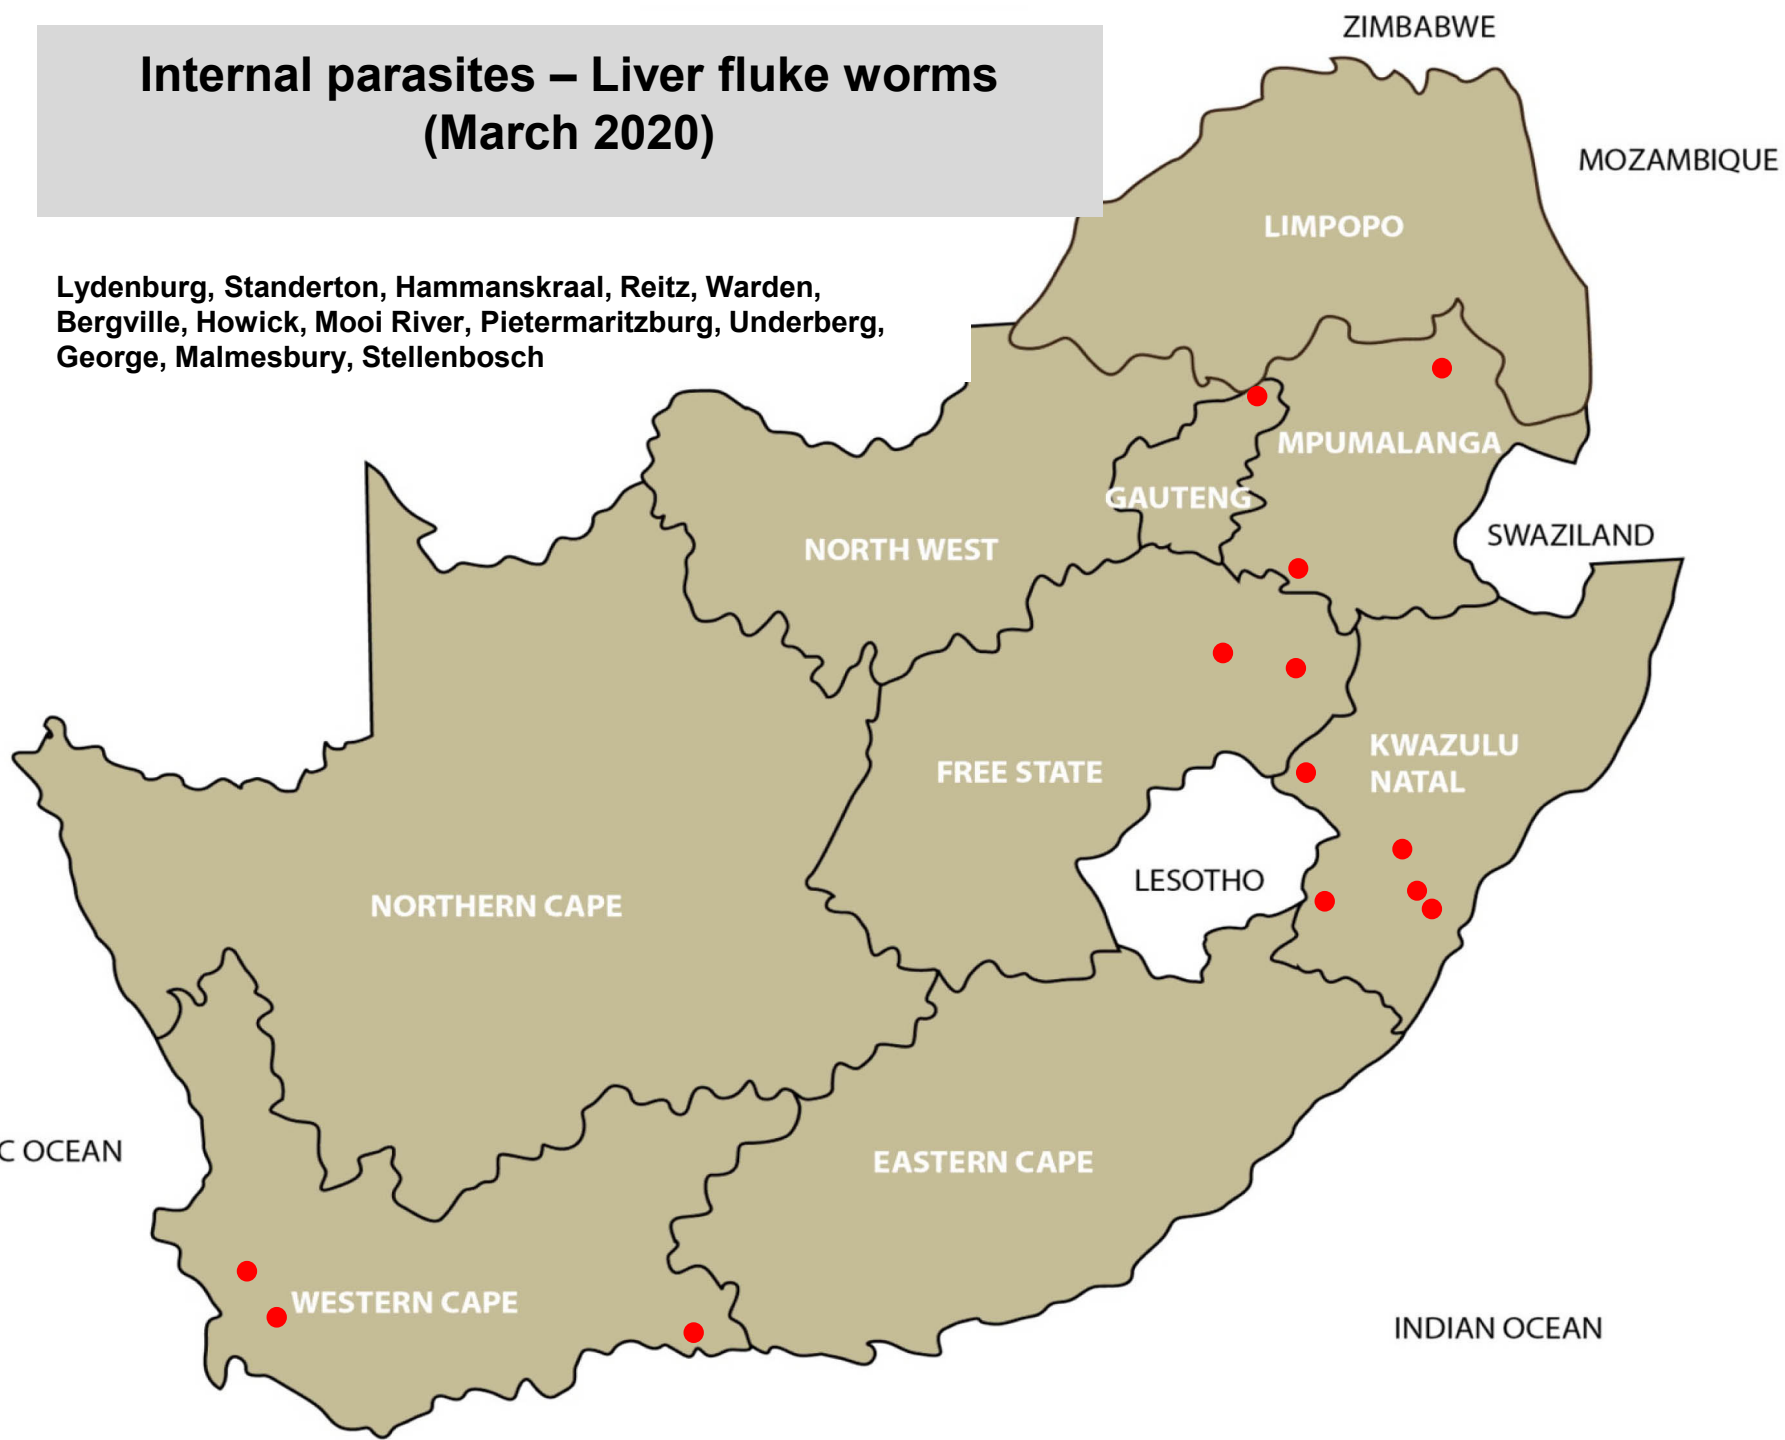 Internal parasites – Liver fluke worms
(March 2020)
Lydenburg, Standerton, Hammanskraal, Reitz, Warden,
Bergville, Howick, Mooi River, Pietermaritzburg, Underberg,
George, Malmesbury, Stellenbosch
ZIMBABWE
MOZAMBIQUE
LIMPOPO
MPUMALANGA
GAUTENG
SWAZILAND
NORTH WEST
KWAZULU
NATAL
FREE STATE
LESOTHO
NORTHERN CAPE
C OCEAN
EASTERN CAPE
WESTERN CAPE
INDIAN OCEAN